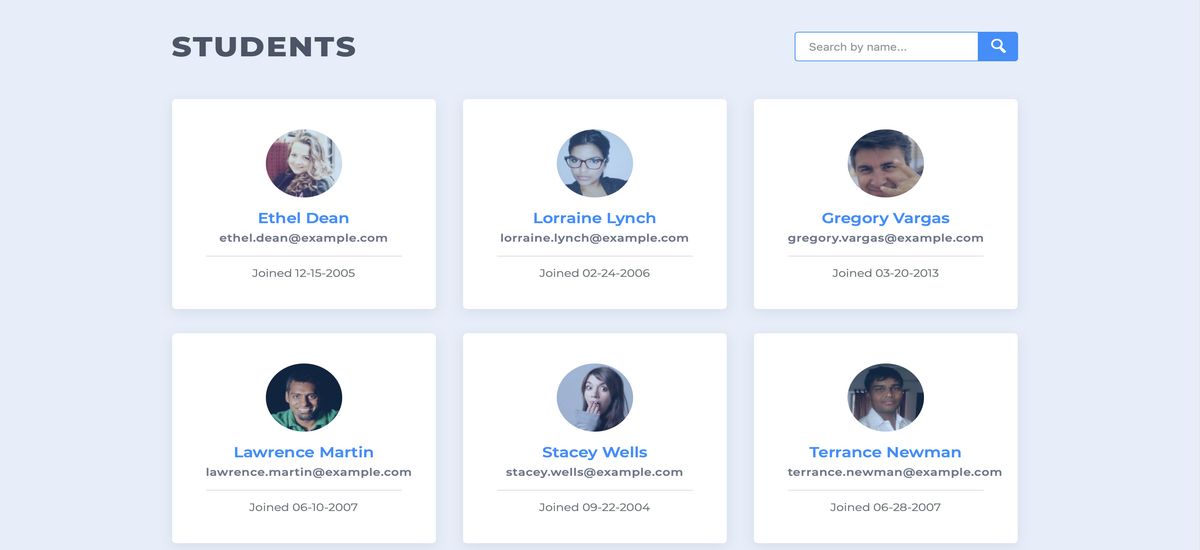 STUDENTS
Search by name...
Ethel Dean
ethel.dean@example.com
Joined 12-15-2005
Lorraine Lynch
lorraine.lynch@example.com
Joined 02-24-2006
Gregory Vargas
gregory.vargas@example.com
Joined 03-20-2013
Lawrence Martin
lawrence.martin@example.com
Joined 06-10-2007
Stacey Wells
stacey.wells@example.com
Joined 09-22-2004
Terrance Newman
terrance.newman@example.com
Joined 06-28-2007